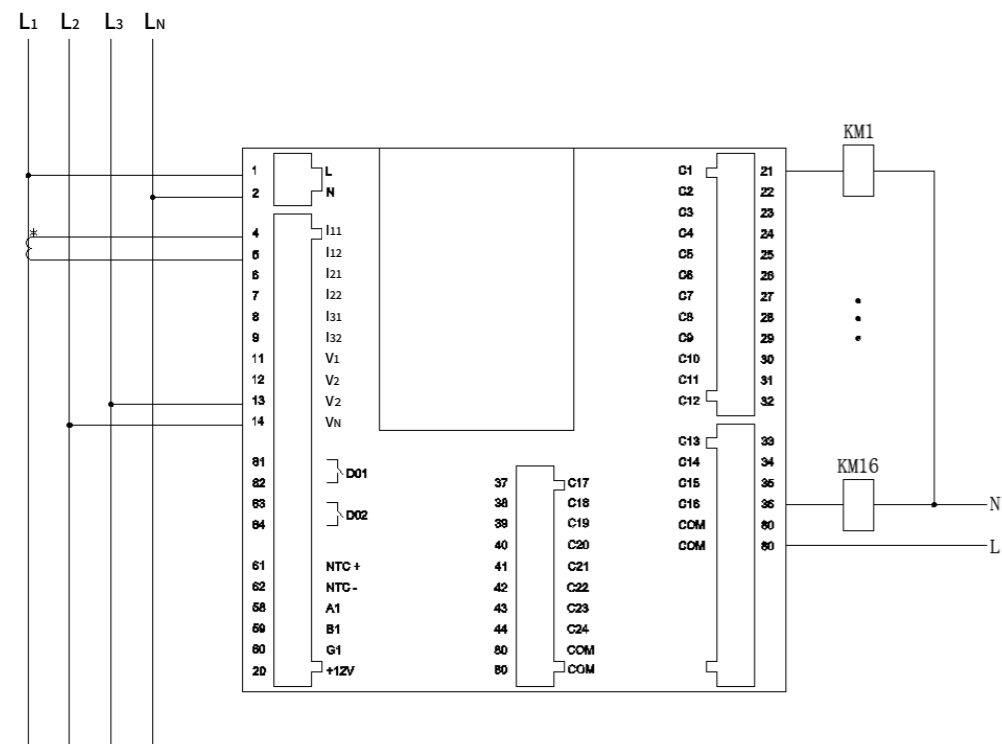 L1 L2 L3 LN
1 L
2 N
4 I11
5 I12
6 I21
7 I22
8 I31
9 I32
11 V1
12 V2
13 V2
14 VN
81
82
D01
83
84
D02
61 NTC+
62 NTC-
58 A1
59 B1
60 G1
20 +12V
37 C17
38 C18
39 C19
40 C20
41 C21
42 C22
43 C23
44 C24
80 COM
80 COM
C1 21
C2 22
C3 23
C4 24
C5 25
C6 26
C7 27
C8 28
C9 29
C10 30
C11 31
C12 32
C13 33
C14 34
C15 35
C16 36
COM 80
COM 80
KM1
KM16
N
L